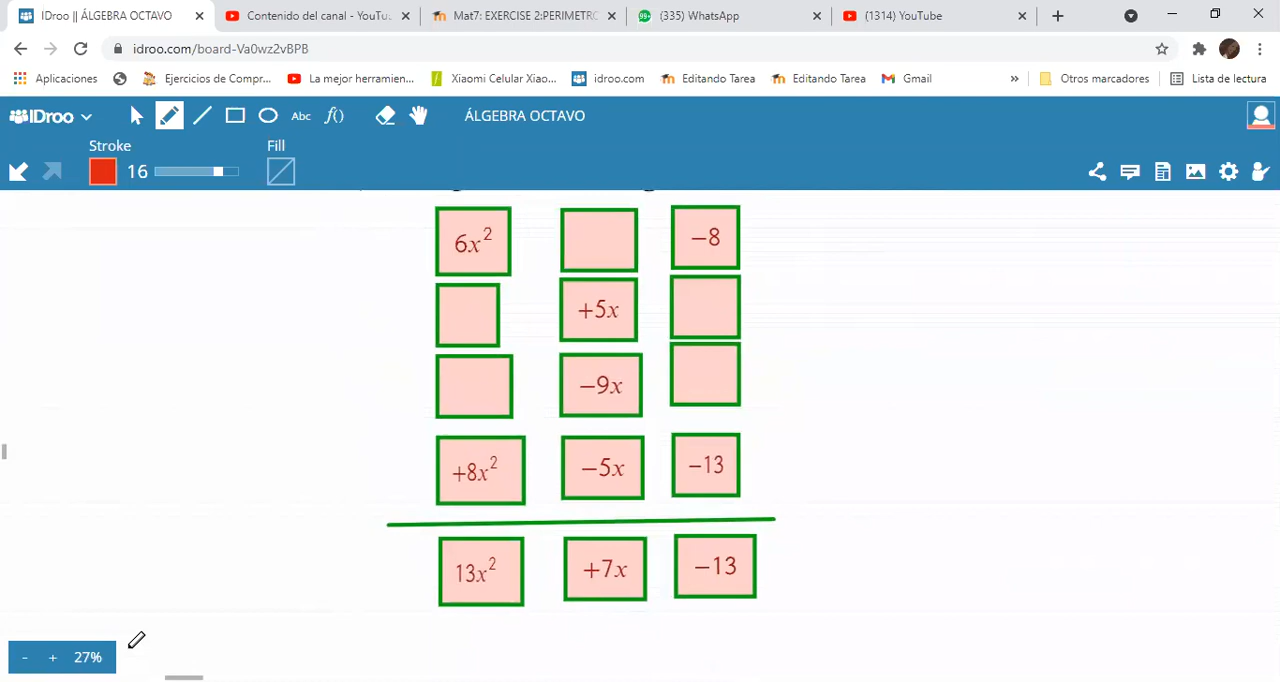 IDroo || ÁLGEBRA OCTAVO
Contenido del canal - YouTu
Mat7: EXERCISE 2:PERIMETRO
99+ (335) WhatsApp
(1314) YouTube
idroo.com/board-Va0wz2vBPB
Aplicaciones
Ejercicios de Compr...
La mejor herramien...
Xiaomi Celular Xiao...
idroo.com
Editando Tarea
Editando Tarea
Gmail
»
Otros marcadores
Lista de lectura
IDroo
Abc
f()
ÁLGEBRA OCTAVO
Stroke
Fill
16
6x² −8
+5x
−9x
+8x² −5x −13
13x² +7x −13
- + 27%